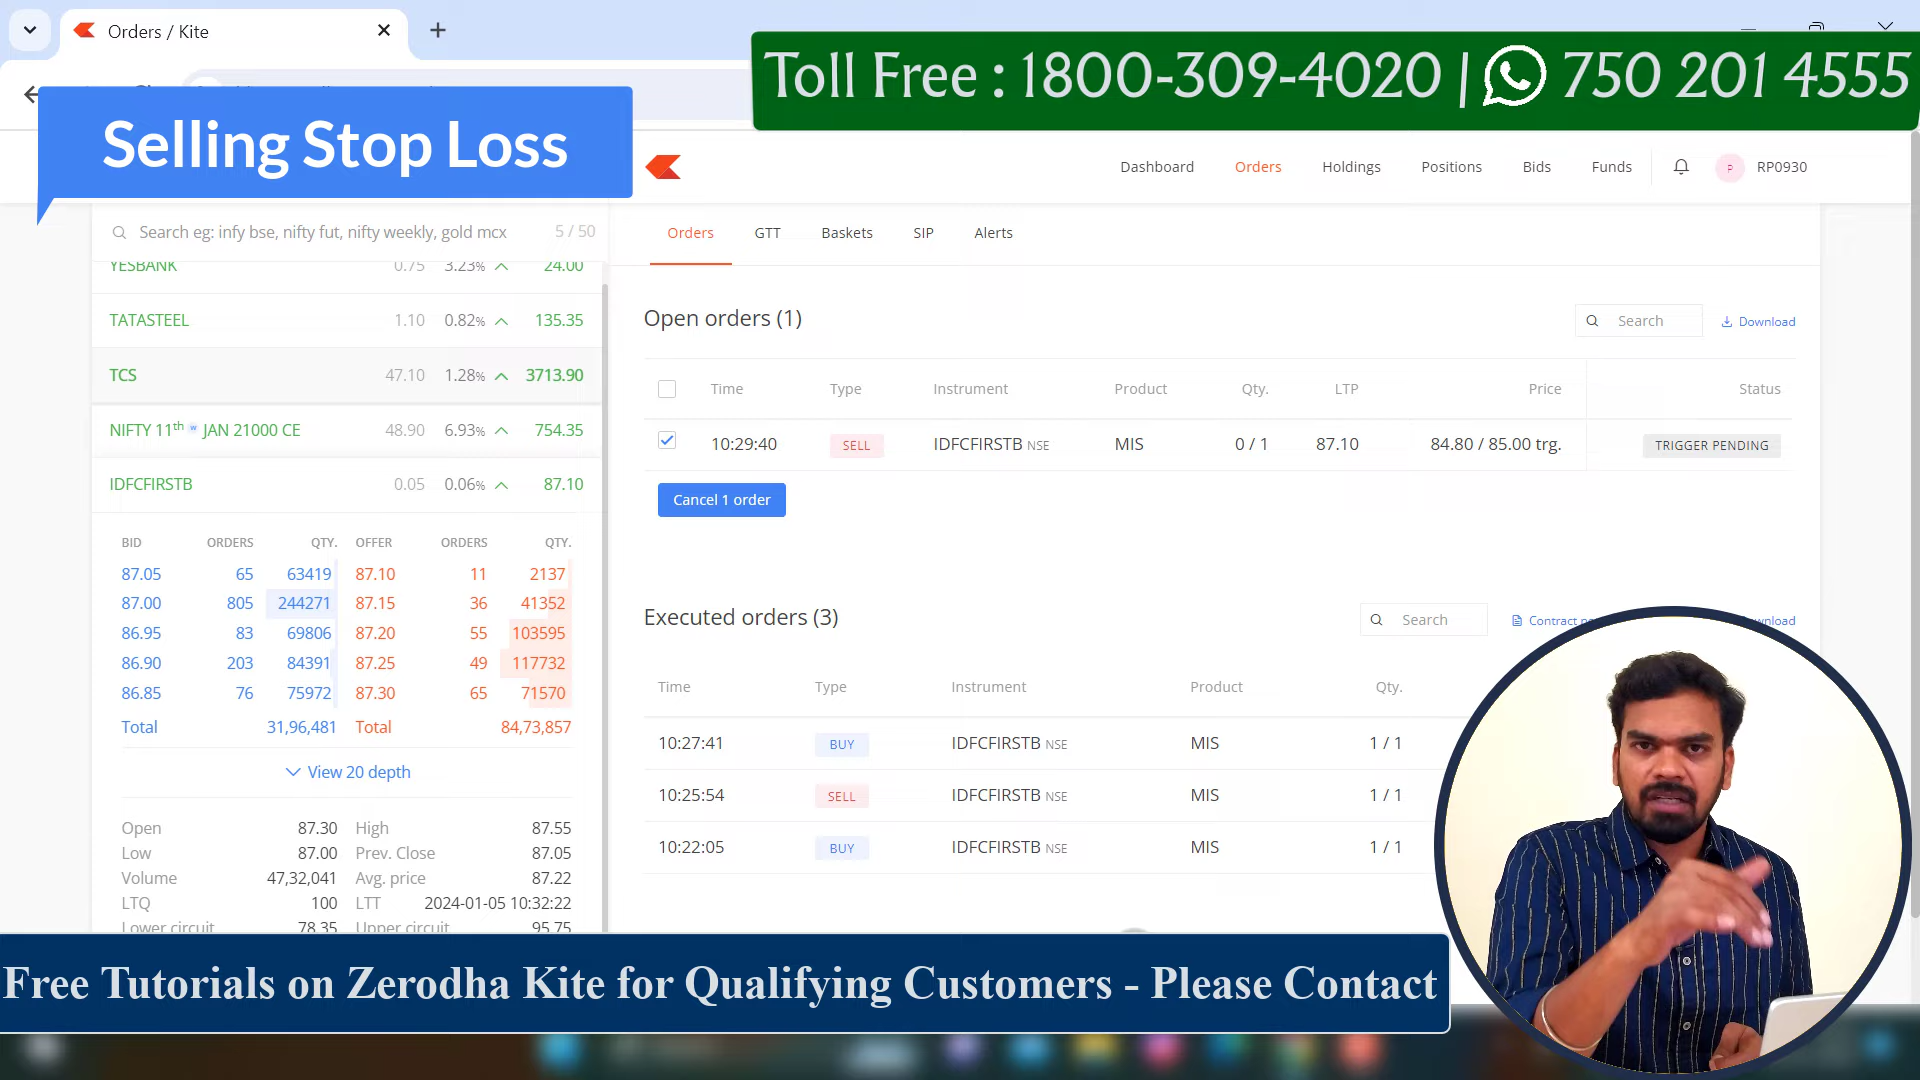 Orders / Kite
Toll Free : 1800-309-4020 | 750 201 4555
Selling Stop Loss
Dashboard Orders Holdings Positions Bids Funds P RP0930
Search eg: infy bse, nifty fut, nifty weekly, gold mcx 5 / 50
Orders GTT Baskets SIP Alerts
YESBANK 0.75 3.23% 24.00
TATASTEEL 1.10 0.82% 135.35
TCS 47.10 1.28% 3713.90
NIFTY 11th w JAN 21000 CE 48.90 6.93% 754.35
IDFCFIRSTB 0.05 0.06% 87.10
BID ORDERS QTY. OFFER ORDERS QTY.
87.05 65 63419 87.10 11 2137
87.00 805 244271 87.15 36 41352
86.95 83 69806 87.20 55 103595
86.90 203 84391 87.25 49 117732
86.85 76 75972 87.30 65 71570
Total 31,96,481 Total 84,73,857
View 20 depth
Open 87.30 High 87.55
Low 87.00 Prev. Close 87.05
Volume 47,32,041 Avg. price 87.22
LTQ 100 LTT 2024-01-05 10:32:22
Lower circuit 78.35 Upper circuit 95.75
Open orders (1) Search Download
Time Type Instrument Product Qty. LTP Price Status
10:29:40 SELL IDFCFIRSTB NSE MIS 0 / 1 87.10 84.80 / 85.00 trg. TRIGGER PENDING
Cancel 1 order
Executed orders (3) Search Contract
Time Type Instrument Product Qty.
10:27:41 BUY IDFCFIRSTB NSE MIS 1 / 1
10:25:54 SELL IDFCFIRSTB NSE MIS 1 / 1
10:22:05 BUY IDFCFIRSTB NSE MIS 1 / 1
Free Tutorials on Zerodha Kite for Qualifying Customers - Please Contact